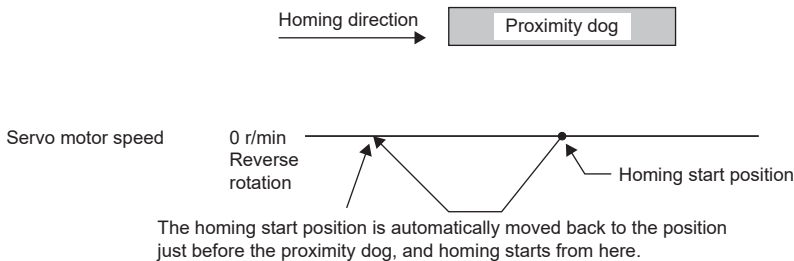 Homing direction
Proximity dog
Servo motor speed
0 r/min
Reverse
rotation
Homing start position
The homing start position is automatically moved back to the position
just before the proximity dog, and homing starts from here.